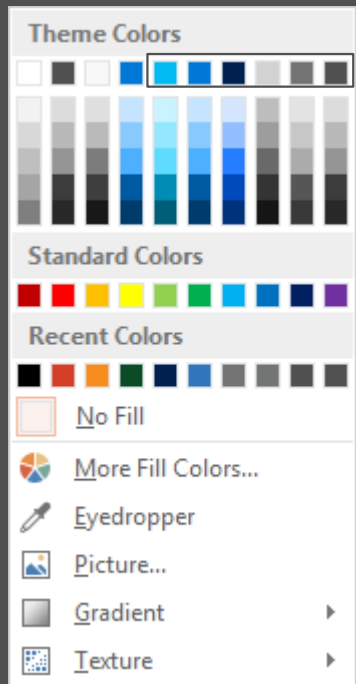 Theme Colors
Standard Colors
Recent Colors
No Fill
More Fill Colors...
Eyedropper
Picture...
Gradient
Texture